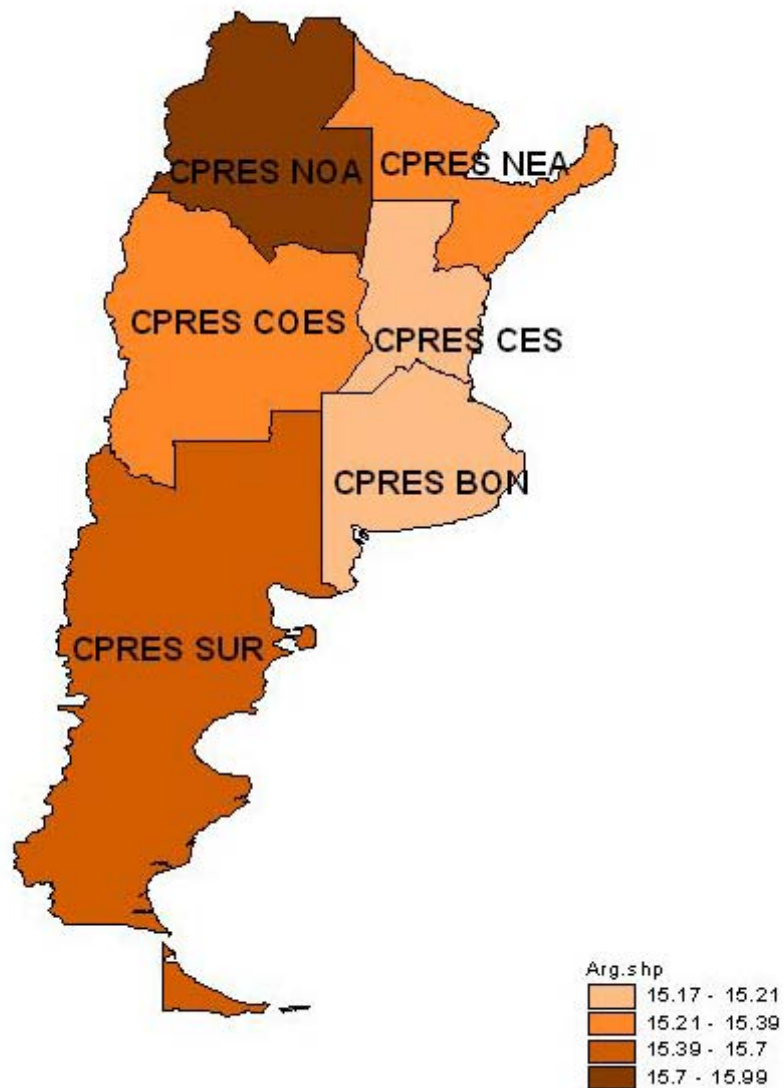 CPRES NOA
CPRES NEA
CPRES COES
CPRES CES
CPRES BON
CPRES SUR
Arg.shp
15.17 - 15.21
15.21 - 15.39
15.39 - 15.7
15.7 - 15.99